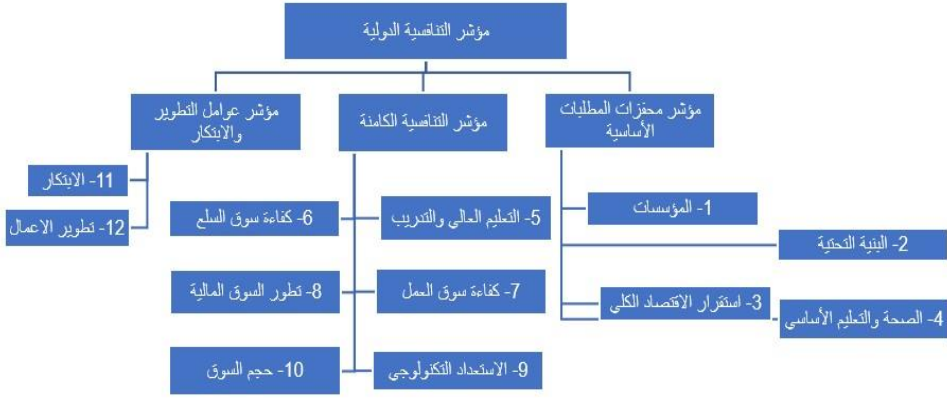 مؤشر التنافسية الدولية
مؤشر محفزات المطلبات
الأساسية
مؤشر التنافسية الكامنة
مؤشر عوامل التطوير
والابتكار
1- المؤسسات
2- البنية التحتية
3- استقرار الاقتصاد الكلي
4- الصحة والتعليم الأساسي
5- التعليم العالي والتدريب
6- كفاءة سوق السلع
7- كفاءة سوق العمل
8- تطور السوق المالية
9- الاستعداد التكنولوجي
10- حجم السوق
11- الابتكار
12- تطوير الاعمال